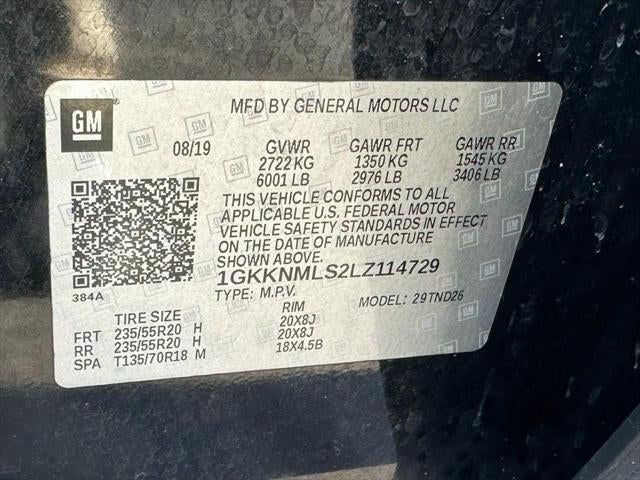 GM
MFD BY GENERAL MOTORS LLC
08/19 GVWR GAWR FRT GAWR RR
2722 KG 1350 KG 1545 KG
6001 LB 2976 LB 3406 LB
THIS VEHICLE CONFORMS TO ALL
APPLICABLE U.S. FEDERAL MOTOR
VEHICLE SAFETY STANDARDS IN EFFECT
ON THE DATE OF MANUFACTURE
SHOWN ABOVE.
1GKKNMLS2LZ114729
384A
TYPE: M.P.V. MODEL: 29TND26
TIRE SIZE RIM
FRT 235/55R20 H 20X8J
RR 235/55R20 H 20X8J
SPA T135/70R18 M 18X4.5B